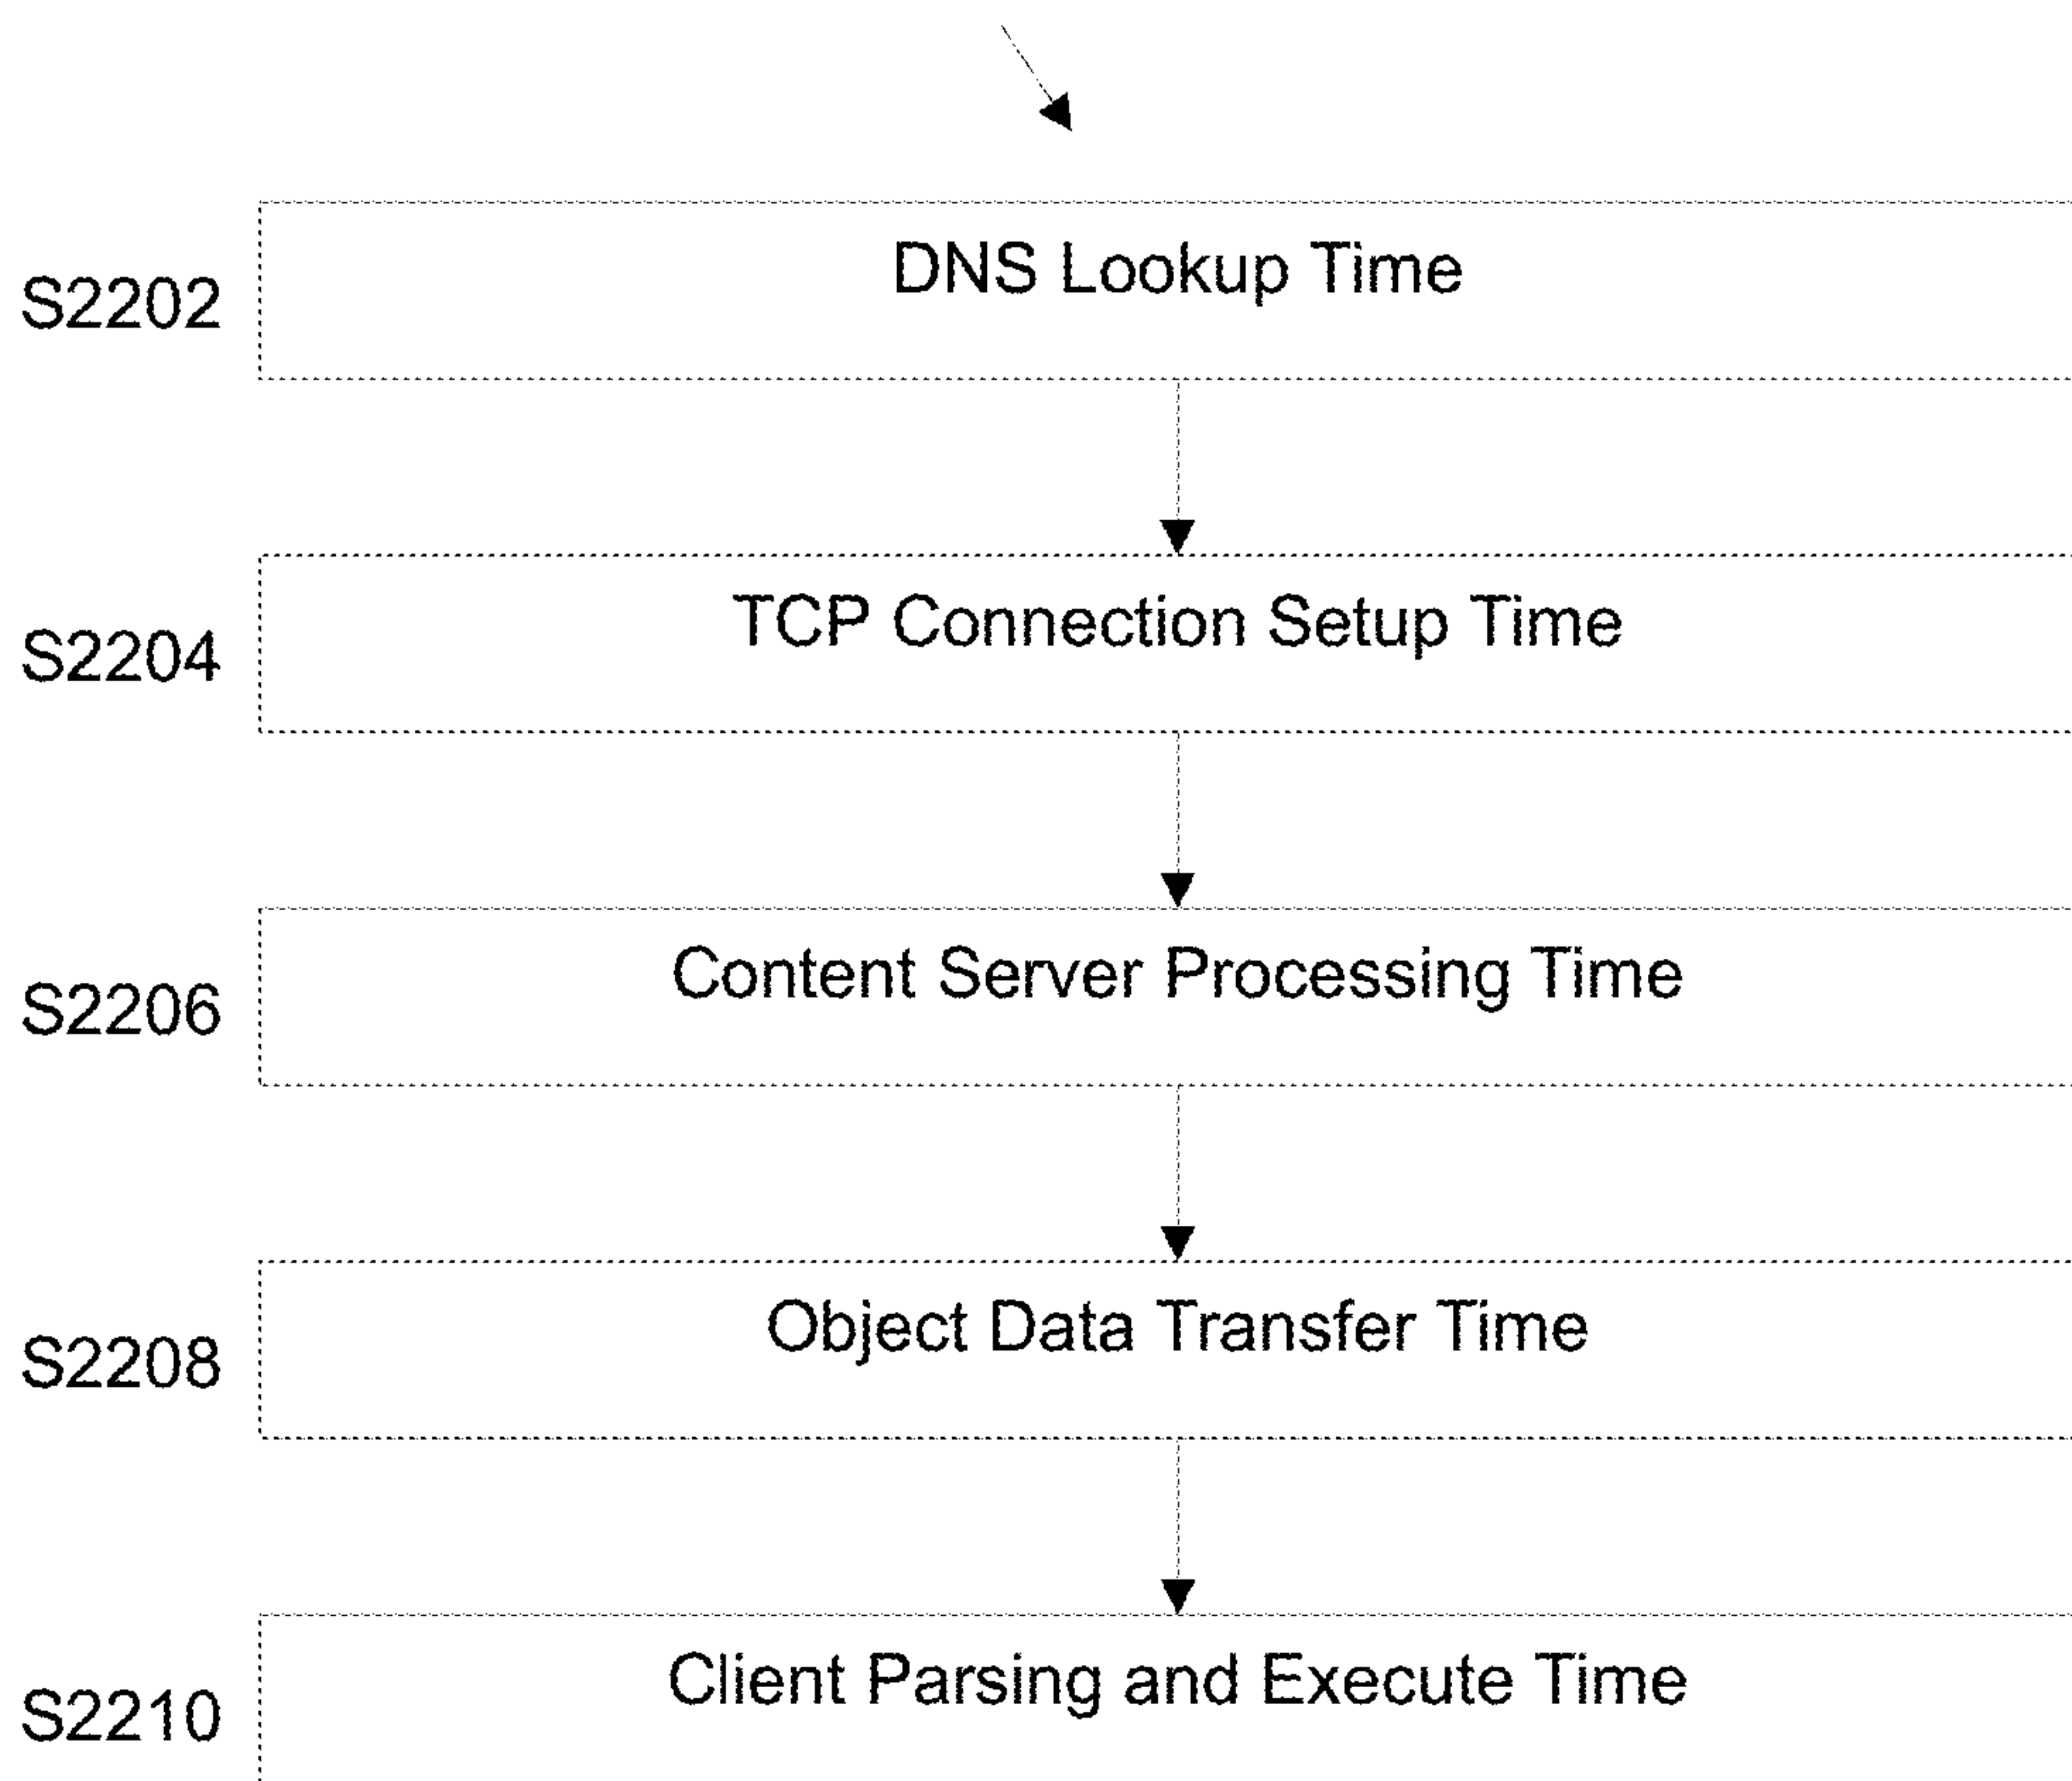 DNS Lookup Time
S2202
TCP Connection Setup Time
S2204
Content Server Processing Time
S2206
Object Data Transfer Time
S2208
Client Parsing and Execute Time
S2210